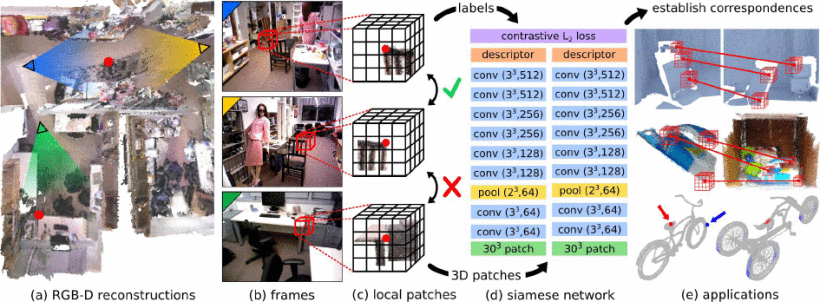 labels
establish correspondences
contrastive L₂ loss
descriptor descriptor
conv (3³,512) conv (3³,512)
conv (3³,512) conv (3³,512)
conv (3³,256) conv (3³,256)
conv (3³,256) conv (3³,256)
conv (3³,128) conv (3³,128)
conv (3³,128) conv (3³,128)
pool (2³,64) pool (2³,64)
conv (3³,64) conv (3³,64)
conv (3³,64) conv (3³,64)
30³ patch 30³ patch
3D patches
(a) RGB-D reconstructions (b) frames (c) local patches (d) siamese network (e) applications